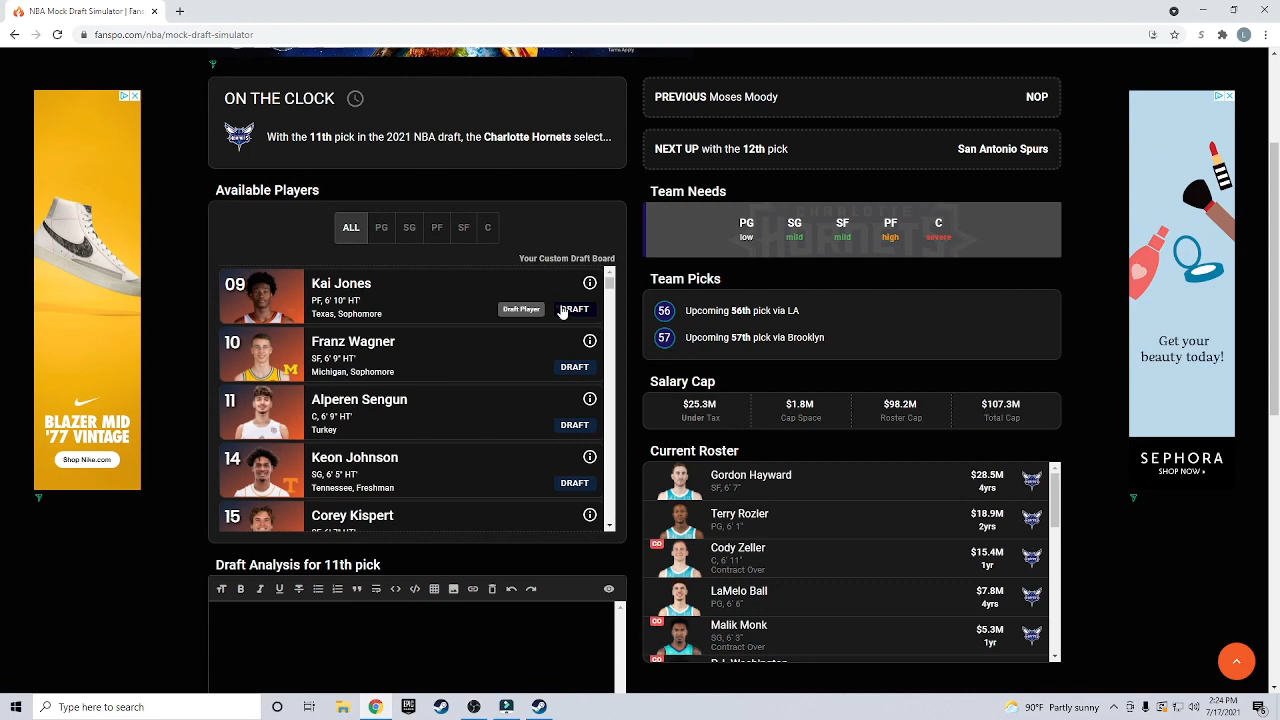 NBA Mock Draft Simulator | Fans
fanspo.com/nba/mock-draft-simulator
L
Terms Apply
ON THE CLOCK
With the 11th pick in the 2021 NBA draft, the Charlotte Hornets select...
PREVIOUS Moses Moody NOP
NEXT UP with the 12th pick San Antonio Spurs
Available Players
ALL PG SG PF SF C
Your Custom Draft Board
09 Kai Jones
PF, 6' 10" HT'
Texas, Sophomore
Draft Player DRAFT
10 Franz Wagner
SF, 6' 9" HT'
Michigan, Sophomore
DRAFT
11 Alperen Sengun
C, 6' 9" HT'
Turkey
DRAFT
14 Keon Johnson
SG, 6' 5" HT'
Tennessee, Freshman
DRAFT
15 Corey Kispert
Draft Analysis for 11th pick
Team Needs
CHARLOTTE
HORNETS
PG SG SF PF C
low mild mild high severe
Team Picks
56 Upcoming 56th pick via LA
57 Upcoming 57th pick via Brooklyn
Salary Cap
$25.3M $1.8M $98.2M $107.3M
Under Tax Cap Space Roster Cap Total Cap
Current Roster
Gordon Hayward $28.5M
SF, 6' 7" 4yrs
Terry Rozier $18.9M
PG, 6' 1" 2yrs
CO Cody Zeller $15.4M
C, 6' 11" 1yr
Contract Over
LaMelo Ball $7.8M
PG, 6' 6" 4yrs
CO Malik Monk $5.3M
SG, 6' 3" 1yr
Contract Over
CO P.J. Washington
BLAZER MID
'77 VINTAGE
Shop Nike.com
Get your
beauty today!
SEPHORA
SHOP NOW
Type here to search
90°F Partly sunny
2:24 PM
7/17/2021